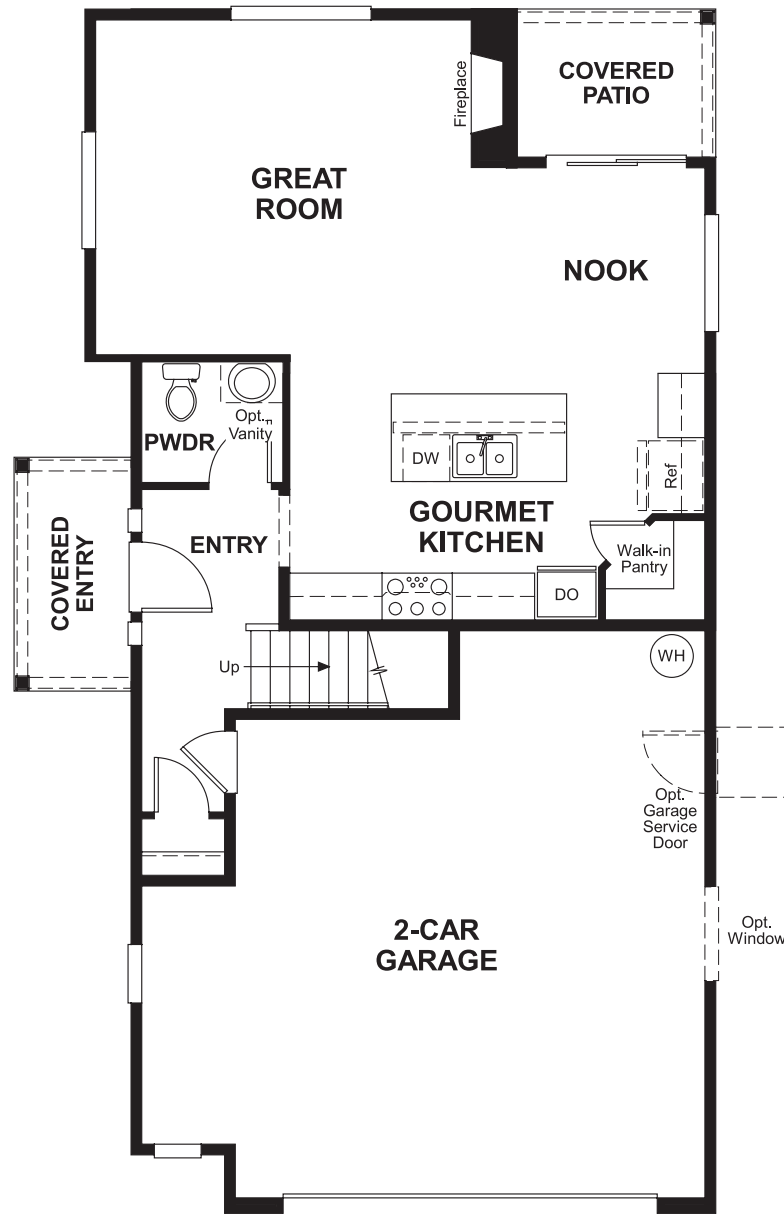 COVERED
PATIO
Fireplace
GREAT
ROOM
NOOK
Opt.
Vanity
PWDR
DW
Ref
GOURMET
KITCHEN
ENTRY
COVERED
ENTRY
Walk-in
Pantry
DO
Up
WH
Opt.
Garage
Service
Door
2-CAR
GARAGE
Opt.
Window